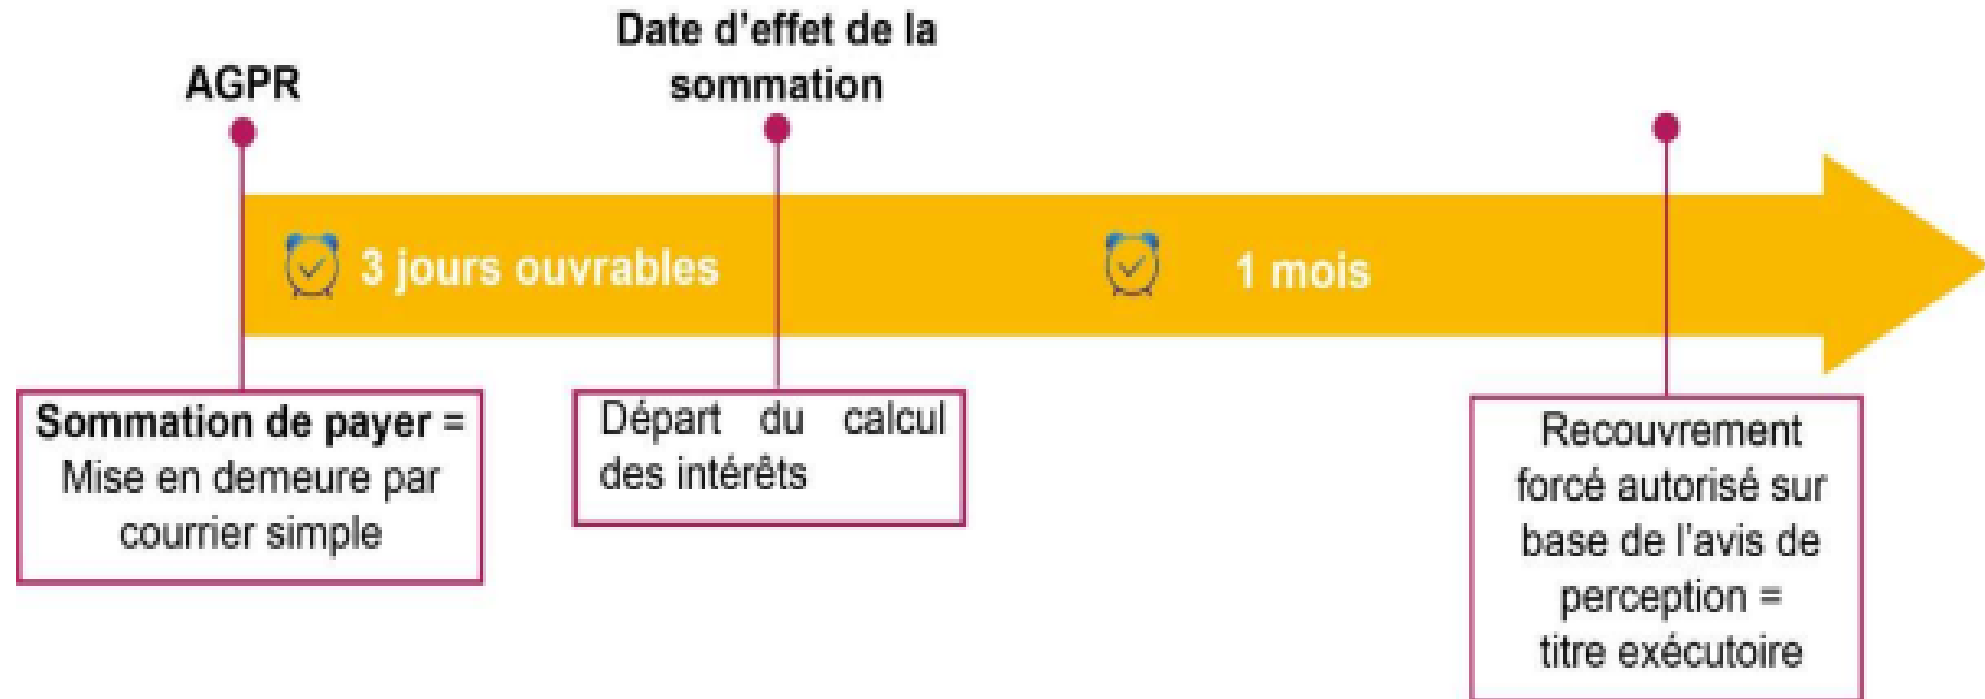 Date d'effet de la
sommation
AGPR
3 jours ouvrables
1 mois
Sommation de payer =
Mise en demeure par
courrier simple
Départ du calcul
des intérêts
Recouvrement
forcé autorisé sur
base de l'avis de
perception =
titre exécutoire